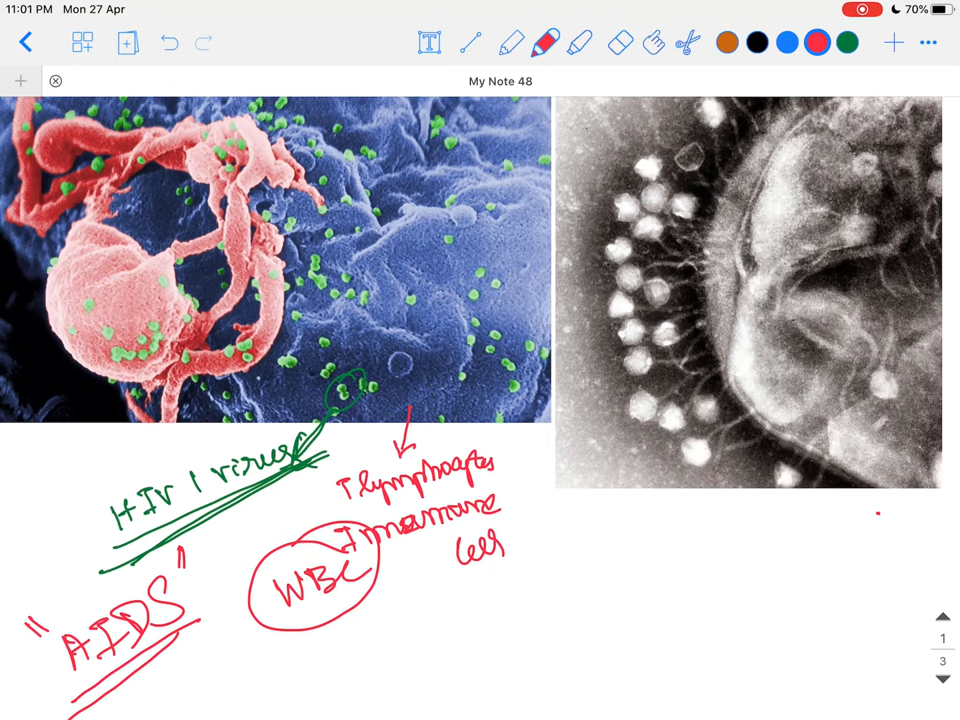 11:01 PM Mon 27 Apr
70%
T
My Note 48
HIV 1 virus
T lymphocytes
Immune
Cell
WBC
"AIDS"
1
3